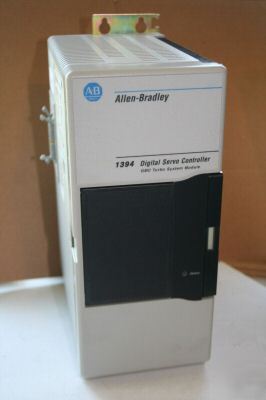 AB
Allen-Bradley
1394 Digital Servo Controller
GMC Turbo System Module